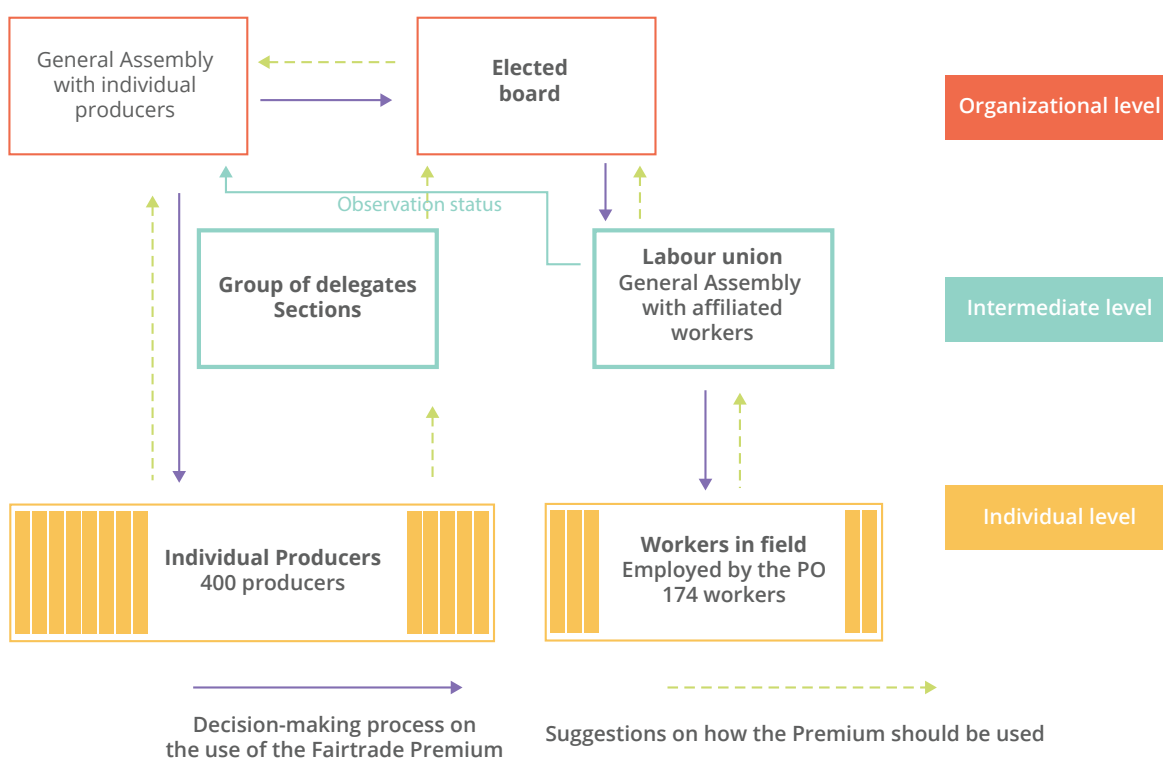 General Assembly
with individual
producers
Elected
board
Organizational level
Observation status
Group of delegates
Sections
Labour union
General Assembly
with affiliated
workers
Intermediate level
Individual Producers
400 producers
Workers in field
Employed by the PO
174 workers
Individual level
Decision-making process on
the use of the Fairtrade Premium
Suggestions on how the Premium should be used